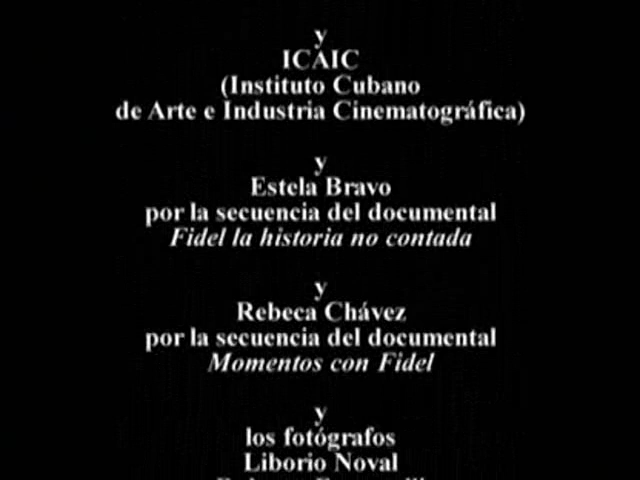 y
ICAIC
(Instituto Cubano
de Arte e Industria Cinematográfica)
y
Estela Bravo
por la secuencia del documental
Fidel la historia no contada
y
Rebeca Chávez
por la secuencia del documental
Momentos con Fidel
y
los fotógrafos
Liborio Noval